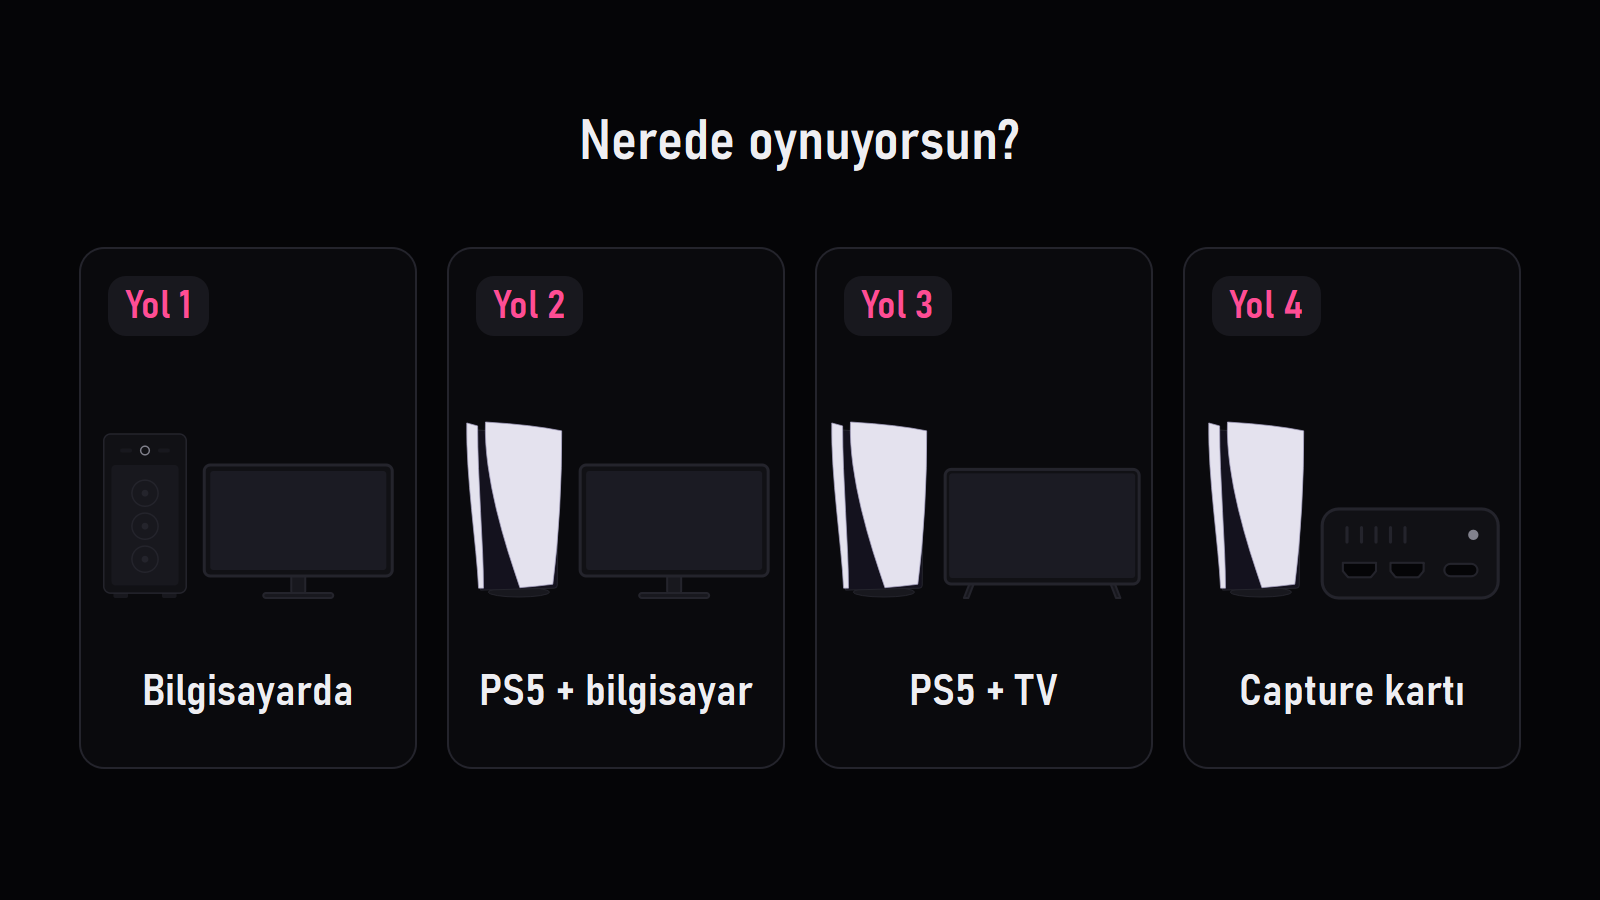 Nerede oynuyorsun?
Yol 1
Yol 2
Yol 3
Yol 4
Bilgisayarda
PS5 + bilgisayar
PS5 + TV
Capture kartı